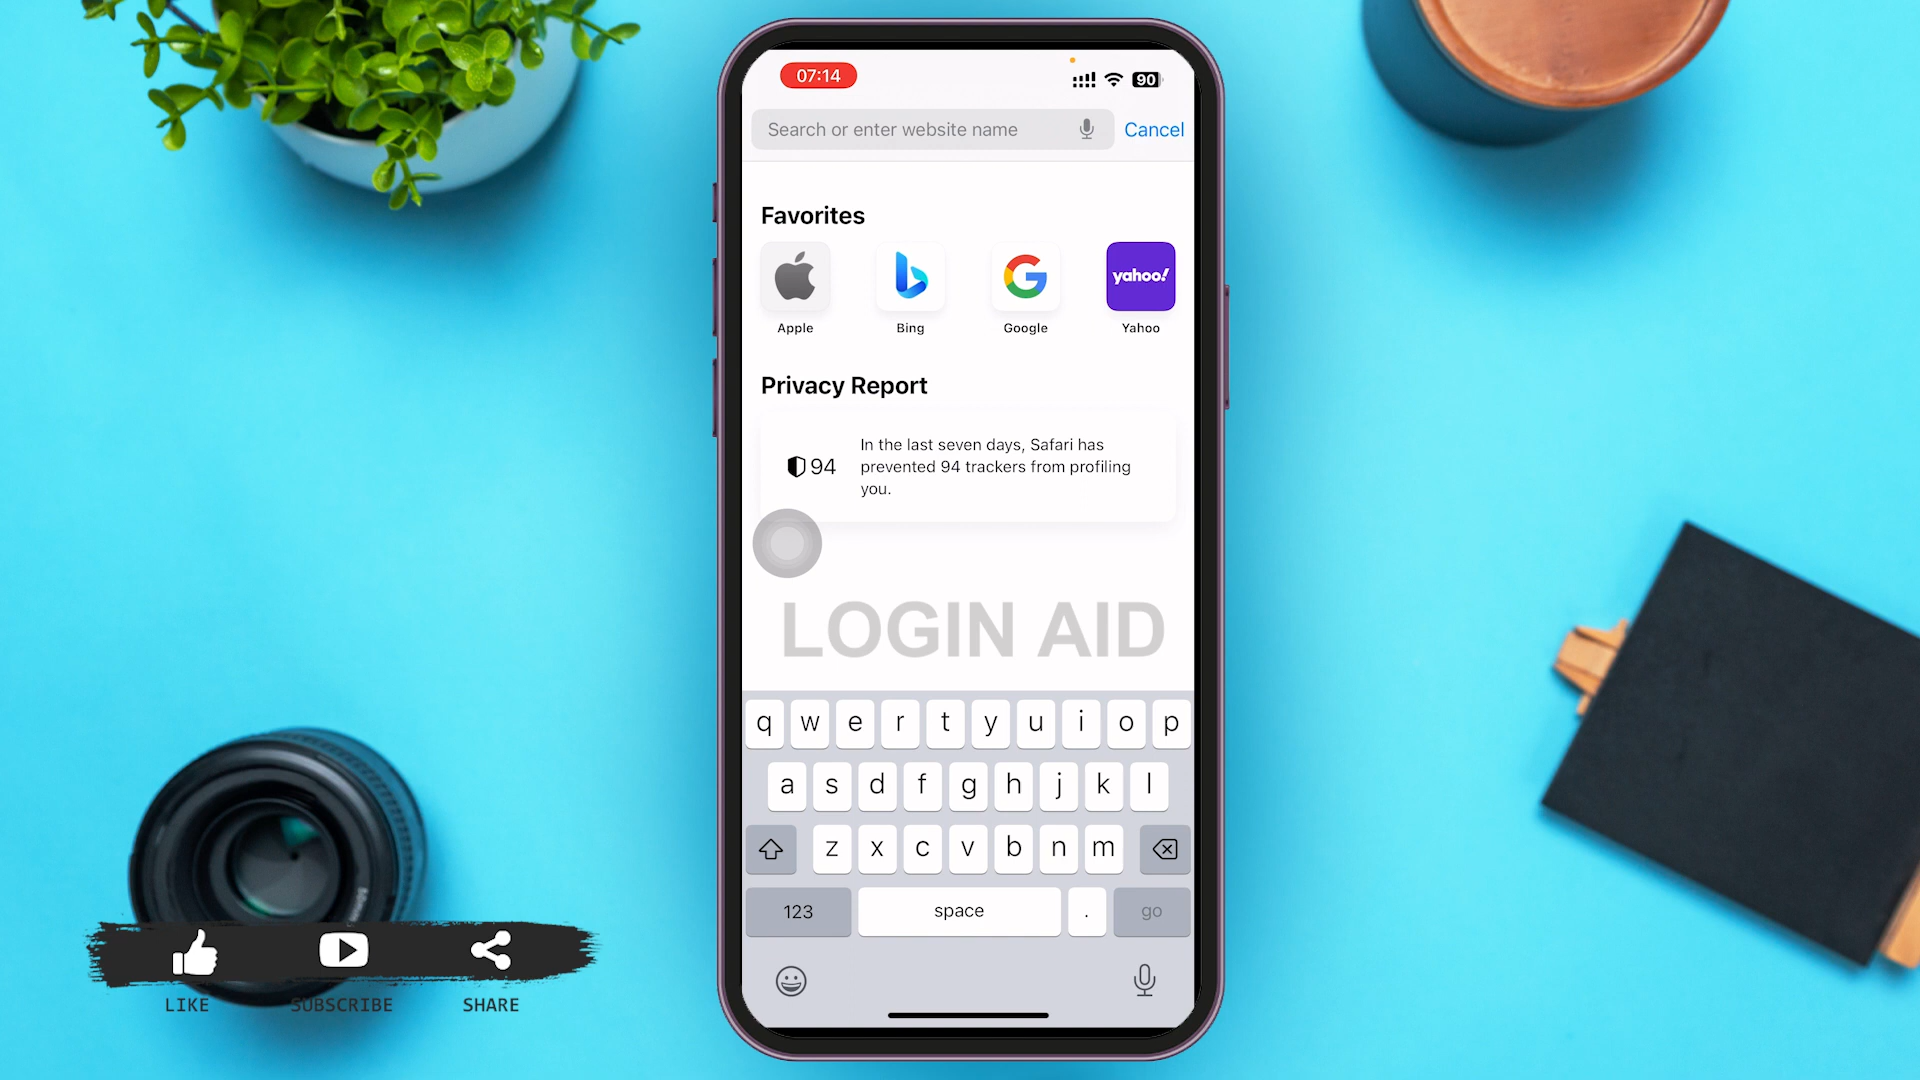 07:14
90
Search or enter website name
Cancel
Favorites
yahoo!
Apple
Bing
Google
Yahoo
Privacy Report
94
In the last seven days, Safari has
prevented 94 trackers from profiling
you.
LOGIN AID
q w e r t y u i o p
a s d f g h j k l
z x c v b n m
123
space
.
go
LIKE
SUBSCRIBE
SHARE